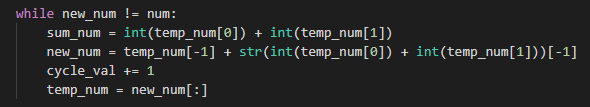 while new_num != num:
    sum_num = int(temp_num[0]) + int(temp_num[1])
    new_num = temp_num[-1] + str(int(temp_num[0]) + int(temp_num[1]))[-1]
    cycle_val += 1
    temp_num = new_num[:]